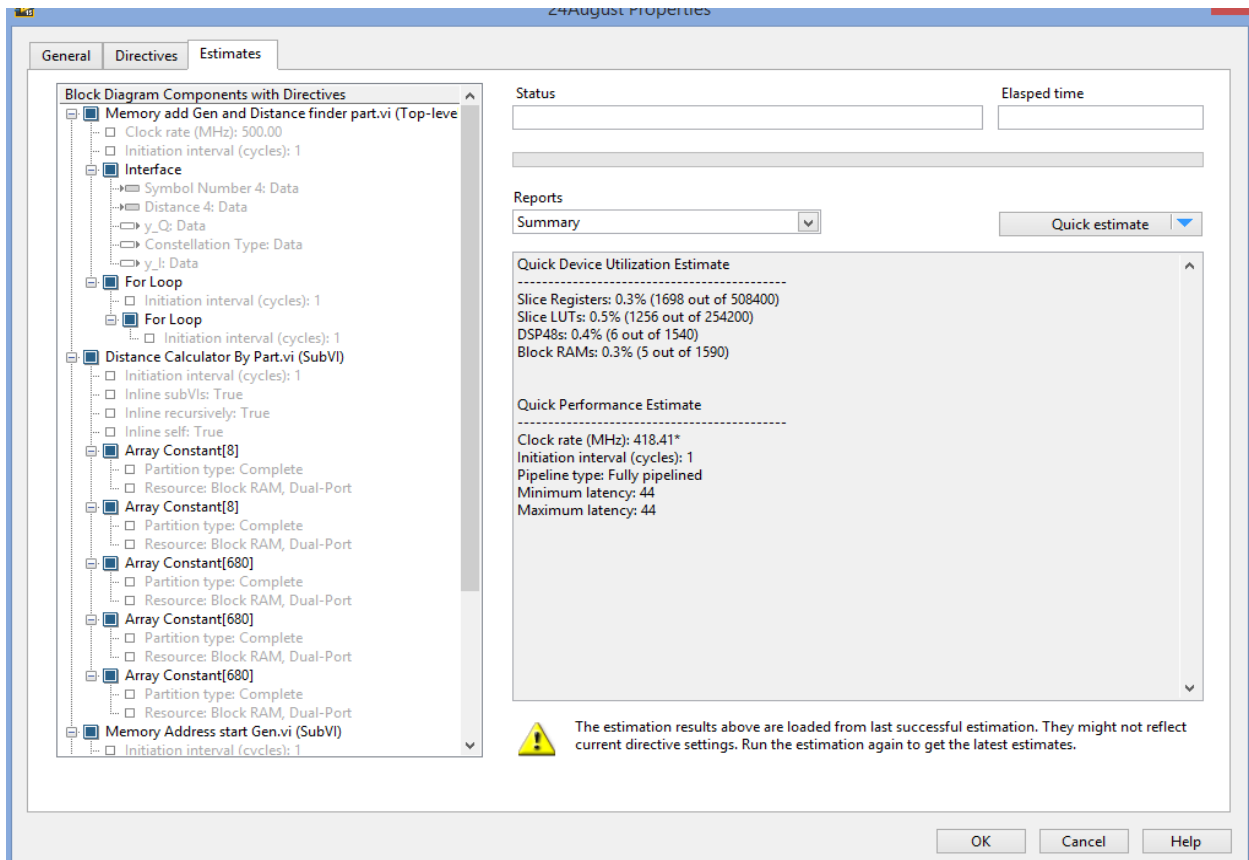 24August Properties
General Directives Estimates
Block Diagram Components with Directives
Memory add Gen and Distance finder part.vi (Top-leve
Clock rate (MHz): 500.00
Initiation interval (cycles): 1
Interface
Symbol Number 4: Data
Distance 4: Data
y_Q: Data
Constellation Type: Data
y_I: Data
For Loop
Initiation interval (cycles): 1
For Loop
Initiation interval (cycles): 1
Distance Calculator By Part.vi (SubVI)
Initiation interval (cycles): 1
Inline subVIs: True
Inline recursively: True
Inline self: True
Array Constant[8]
Partition type: Complete
Resource: Block RAM, Dual-Port
Array Constant[8]
Partition type: Complete
Resource: Block RAM, Dual-Port
Array Constant[680]
Partition type: Complete
Resource: Block RAM, Dual-Port
Array Constant[680]
Partition type: Complete
Resource: Block RAM, Dual-Port
Array Constant[680]
Partition type: Complete
Resource: Block RAM, Dual-Port
Memory Address start Gen.vi (SubVI)
Initiation interval (cycles): 1
Status
Elasped time
Reports
Summary
Quick estimate
Quick Device Utilization Estimate
---------------------------------------------
Slice Registers: 0.3% (1698 out of 508400)
Slice LUTs: 0.5% (1256 out of 254200)
DSP48s: 0.4% (6 out of 1540)
Block RAMs: 0.3% (5 out of 1590)
Quick Performance Estimate
---------------------------------------------
Clock rate (MHz): 418.41*
Initiation interval (cycles): 1
Pipeline type: Fully pipelined
Minimum latency: 44
Maximum latency: 44
The estimation results above are loaded from last successful estimation. They might not reflect
current directive settings. Run the estimation again to get the latest estimates.
OK Cancel Help